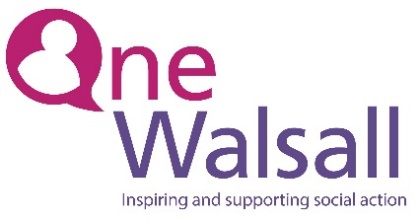 One
Walsall
Inspiring and supporting social action